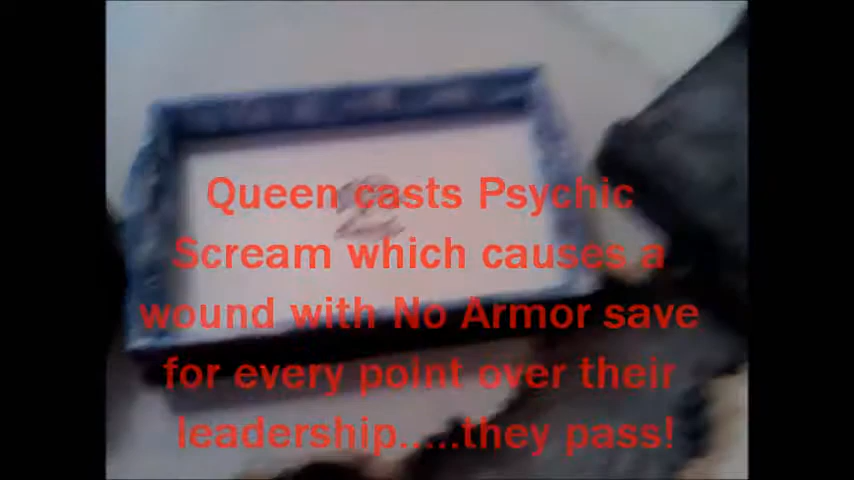 Queen casts Psychic
Scream which causes a
wound with No Armor save
for every point over their
leadership.....they pass!